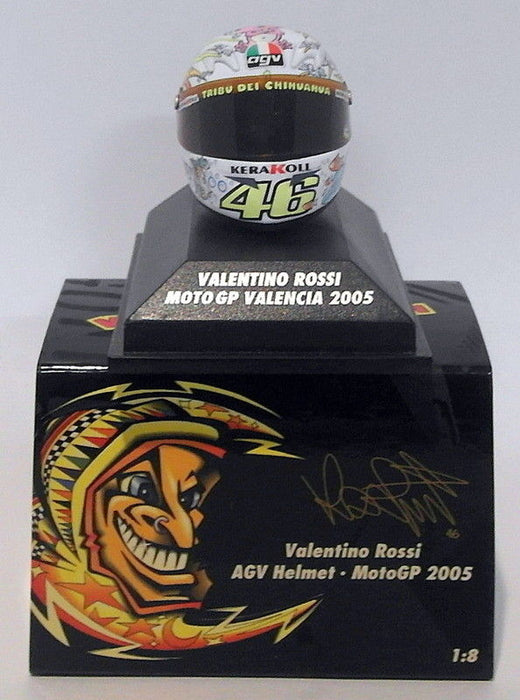 agv
TRIBU DEI CHIHUAHUA
KERAKOLL
46
VALENTINO ROSSI
MOTO GP VALENCIA 2005
46
Valentino Rossi
AGV Helmet · MotoGP 2005
1:8